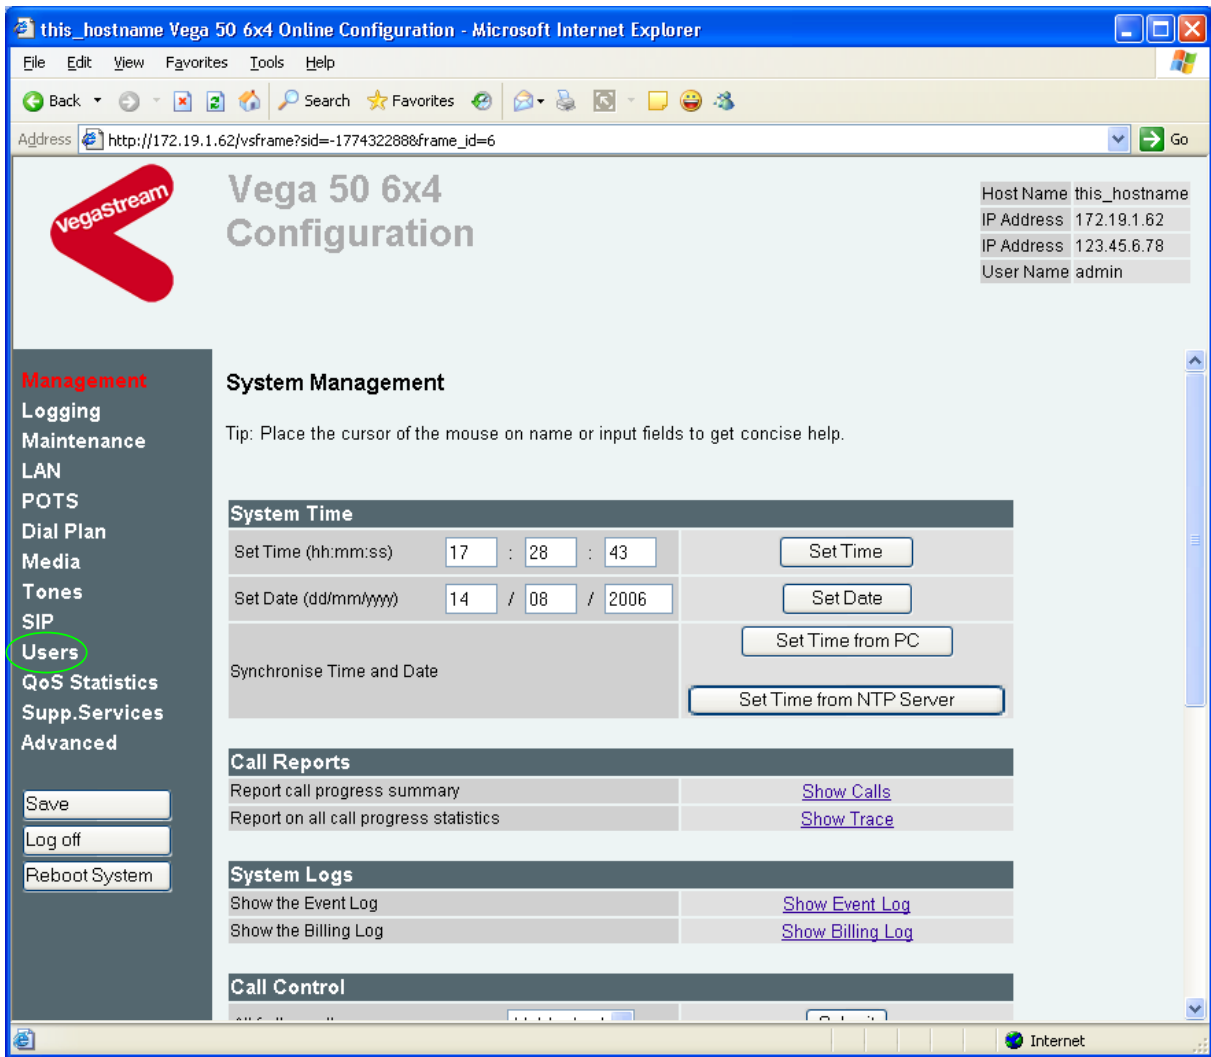 this_hostname Vega 50 6x4 Online Configuration - Microsoft Internet Explorer
File Edit View Favorites Tools Help
Back Search Favorites
Address http://172.19.1.62/vsframe?sid=-177432288&frame_id=6 Go
vegastream
Vega 50 6x4
Configuration
Host Name this_hostname
IP Address 172.19.1.62
IP Address 123.45.6.78
User Name admin
Management
Logging
Maintenance
LAN
POTS
Dial Plan
Media
Tones
SIP
Users
QoS Statistics
Supp.Services
Advanced
Save
Log off
Reboot System
System Management
Tip: Place the cursor of the mouse on name or input fields to get concise help.
System Time
Set Time (hh:mm:ss) 17 : 28 : 43 Set Time
Set Date (dd/mm/yyyy) 14 / 08 / 2006 Set Date
Synchronise Time and Date
Set Time from PC
Set Time from NTP Server
Call Reports
Report call progress summary Show Calls
Report on all call progress statistics Show Trace
System Logs
Show the Event Log Show Event Log
Show the Billing Log Show Billing Log
Call Control
Internet